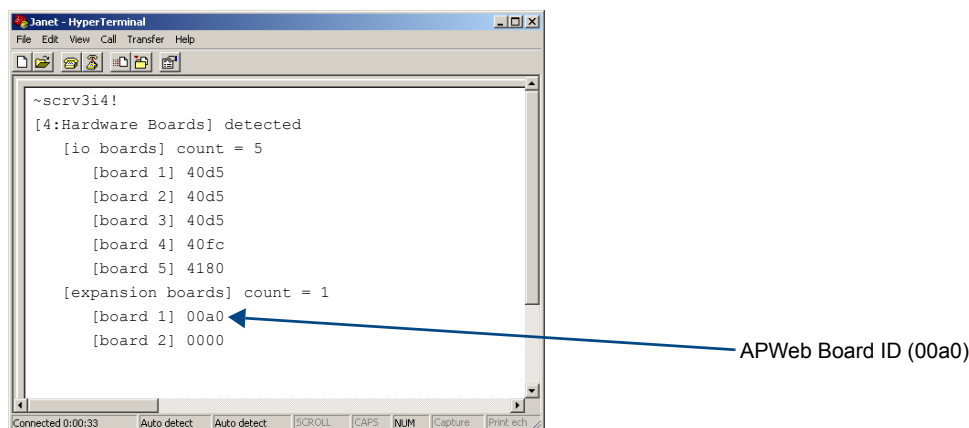 Janet - HyperTerminal
File Edit View Call Transfer Help
~scrv3i4!
[4:Hardware Boards] detected
[io boards] count = 5
[board 1] 40d5
[board 2] 40d5
[board 3] 40d5
[board 4] 40fc
[board 5] 4180
[expansion boards] count = 1
[board 1] 00a0
[board 2] 0000
APWeb Board ID (00a0)
Connected 0:00:33 Auto detect Auto detect SCROLL CAPS NUM Capture Print ech